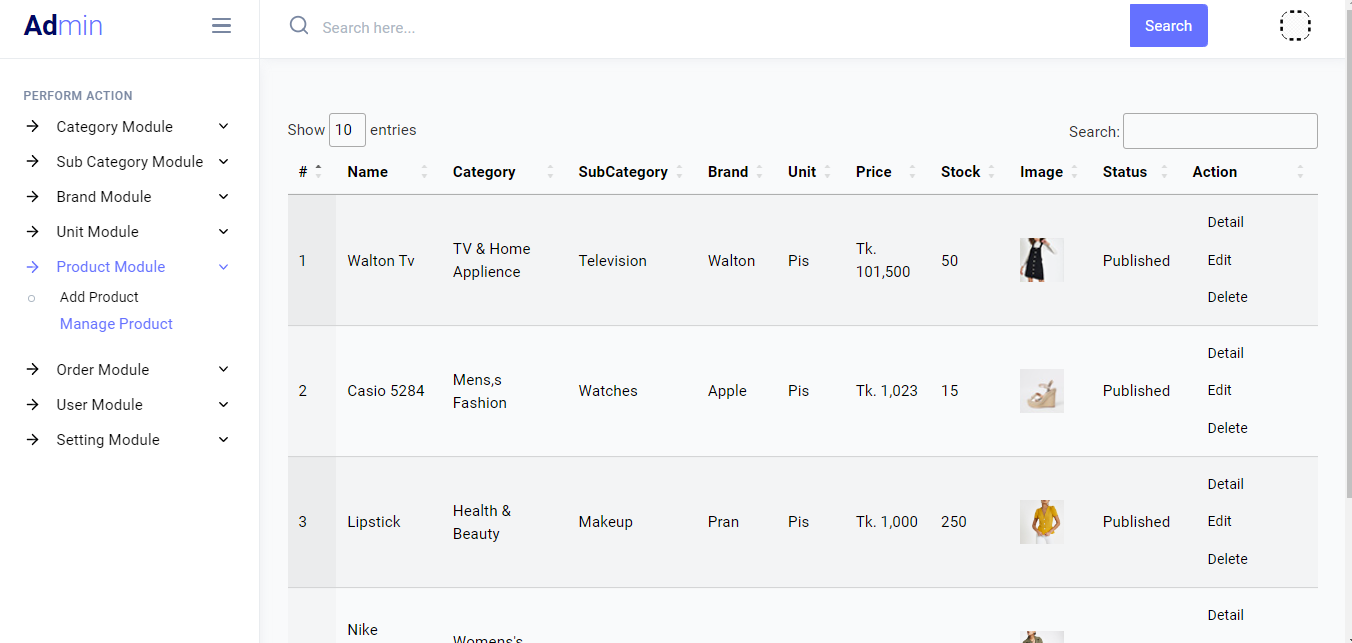 Admin
Search here...
Search
PERFORM ACTION
Category Module
Sub Category Module
Brand Module
Unit Module
Product Module
Add Product
Manage Product
Order Module
User Module
Setting Module
Show 10 entries
Search:
# Name Category SubCategory Brand Unit Price Stock Image Status Action
1 Walton Tv TV & Home Applience Television Walton Pis Tk. 101,500 50 Published Detail Edit Delete
2 Casio 5284 Mens,s Fashion Watches Apple Pis Tk. 1,023 15 Published Detail Edit Delete
3 Lipstick Health & Beauty Makeup Pran Pis Tk. 1,000 250 Published Detail Edit Delete
Nike Womens's Detail